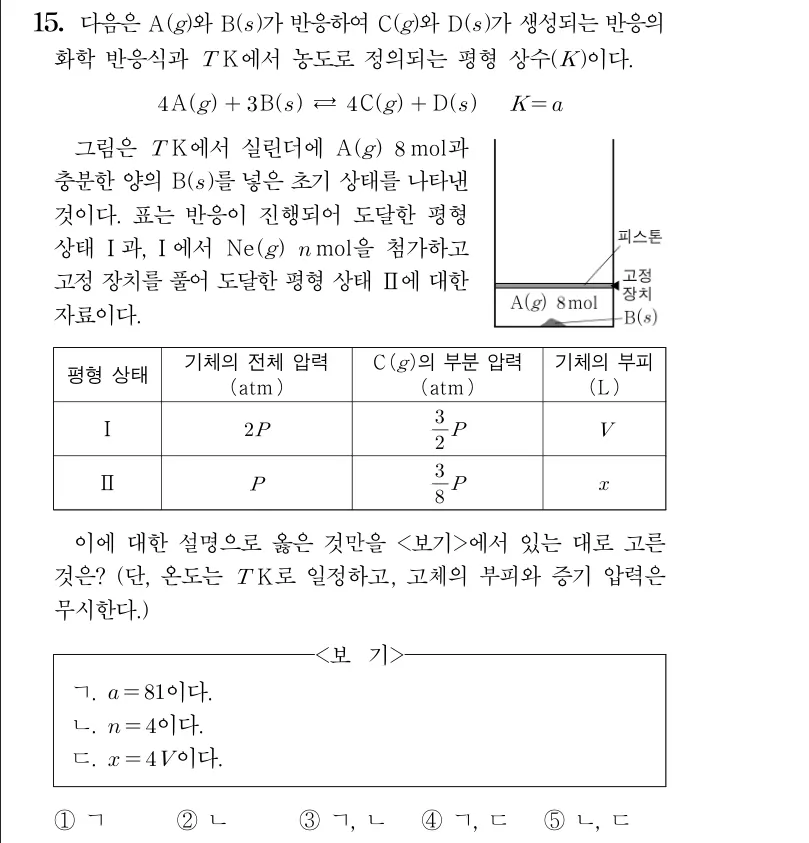 15. 다음은 A(g)와 B(s)가 반응하여 C(g)와 D(s)가 생성되는 반응의
화학 반응식과 T K에서 농도로 정의되는 평형 상수(K)이다.
4A(g) + 3B(s) ⇄ 4C(g) + D(s) K = a
그림은 T K에서 실린더에 A(g) 8 mol과
충분한 양의 B(s)를 넣은 초기 상태를 나타낸
것이다. 표는 반응이 진행되어 도달한 평형
상태 Ⅰ과, Ⅰ에서 Ne(g) n mol을 첨가하고
고정 장치를 풀어 도달한 평형 상태 Ⅱ에 대한
자료이다.
피스톤
고정
장치
A(g) 8 mol
B(s)
평형 상태 기체의 전체 압력 (atm) C(g)의 부분 압력 (atm) 기체의 부피 (L)
Ⅰ 2P 3/2 P V
Ⅱ P 3/8 P x
이에 대한 설명으로 옳은 것만을 <보기>에서 있는 대로 고른
것은? (단, 온도는 T K로 일정하고, 고체의 부피와 증기 압력은
무시한다.)
<보 기>
ㄱ. a = 81이다.
ㄴ. n = 4이다.
ㄷ. x = 4V이다.
① ㄱ ② ㄴ ③ ㄱ, ㄴ ④ ㄱ, ㄷ ⑤ ㄴ, ㄷ